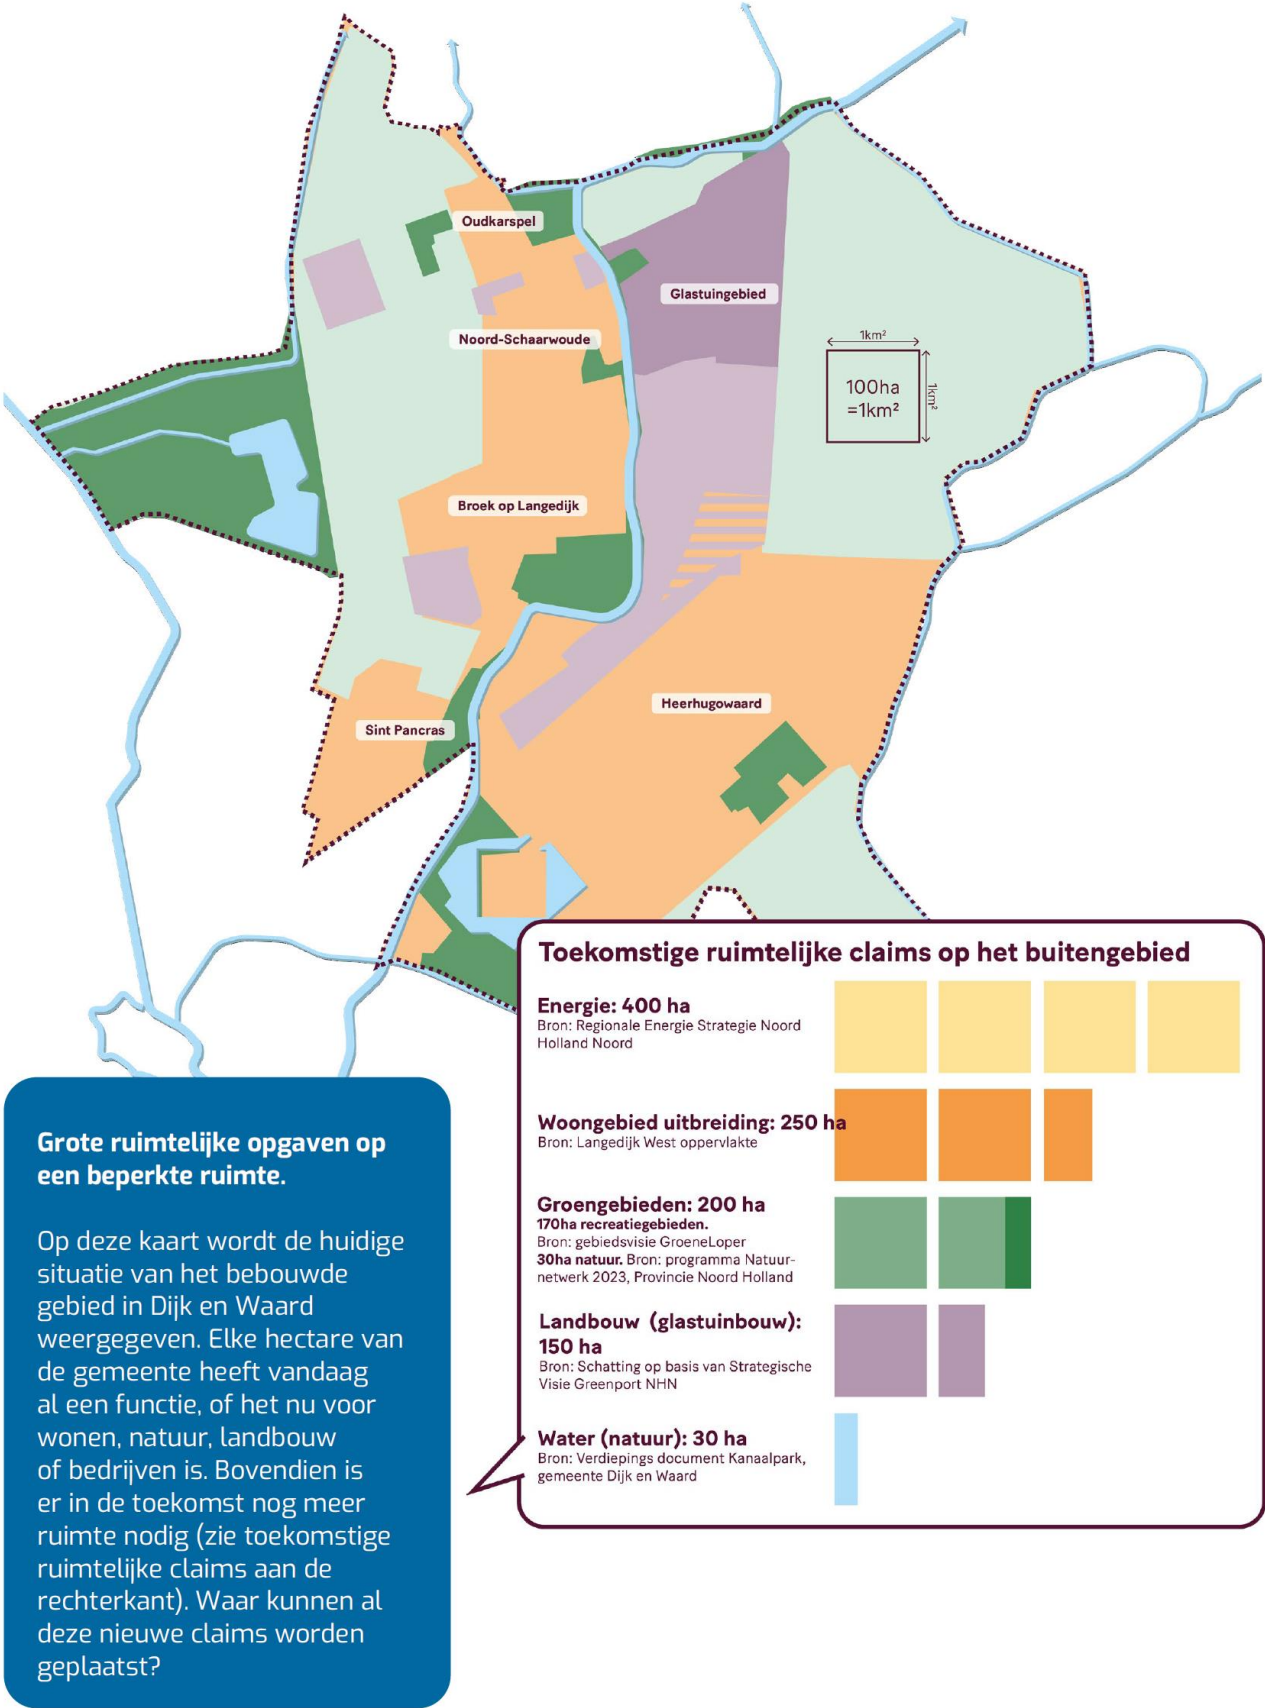 Oudkarspel
Glastuingebied
Noord-Schaarwoude
1km²
100ha
=1km²
1km²
Broek op Langedijk
Heerhugowaard
Sint Pancras
Toekomstige ruimtelijke claims op het buitengebied
Energie: 400 ha
Bron: Regionale Energie Strategie Noord
Holland Noord
Woongebied uitbreiding: 250 ha
Bron: Langedijk West oppervlakte
Groengebieden: 200 ha
170ha recreatiegebieden.
Bron: gebiedsvisie GroeneLoper
30ha natuur. Bron: programma Natuur-
netwerk 2023, Provincie Noord Holland
Landbouw (glastuinbouw):
150 ha
Bron: Schatting op basis van Strategische
Visie Greenport NHN
Water (natuur): 30 ha
Bron: Verdiepings document Kanaalpark,
gemeente Dijk en Waard
Grote ruimtelijke opgaven op
een beperkte ruimte.
Op deze kaart wordt de huidige
situatie van het bebouwde
gebied in Dijk en Waard
weergegeven. Elke hectare van
de gemeente heeft vandaag
al een functie, of het nu voor
wonen, natuur, landbouw
of bedrijven is. Bovendien is
er in de toekomst nog meer
ruimte nodig (zie toekomstige
ruimtelijke claims aan de
rechterkant). Waar kunnen al
deze nieuwe claims worden
geplaatst?